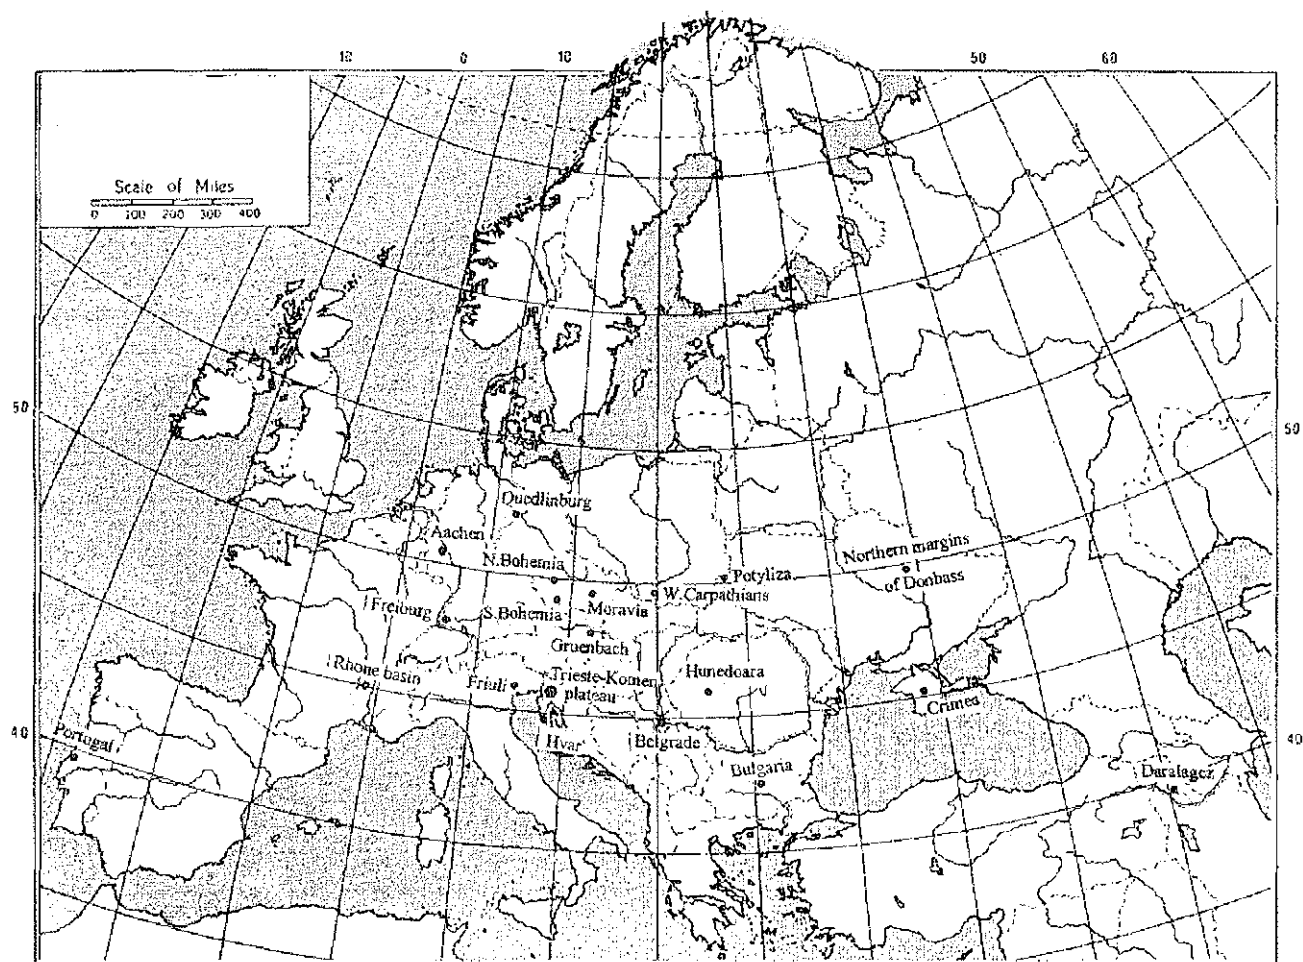 10 0 10 50 60
Scale of Miles
0 100 200 300 400
50
50
Quedlinburg
Aachen
N.Bohemia
Northern margins
of Donbass
Potyliza
W.Carpathians
Freiburg
S.Bohemia
Moravia
Gruenbach
Rhone basin
Friuli
Trieste-Komen
plateau
Hunedoara
Crimea
40
Portugal
Hvar
Belgrade
40
Bulgaria
Daralagez